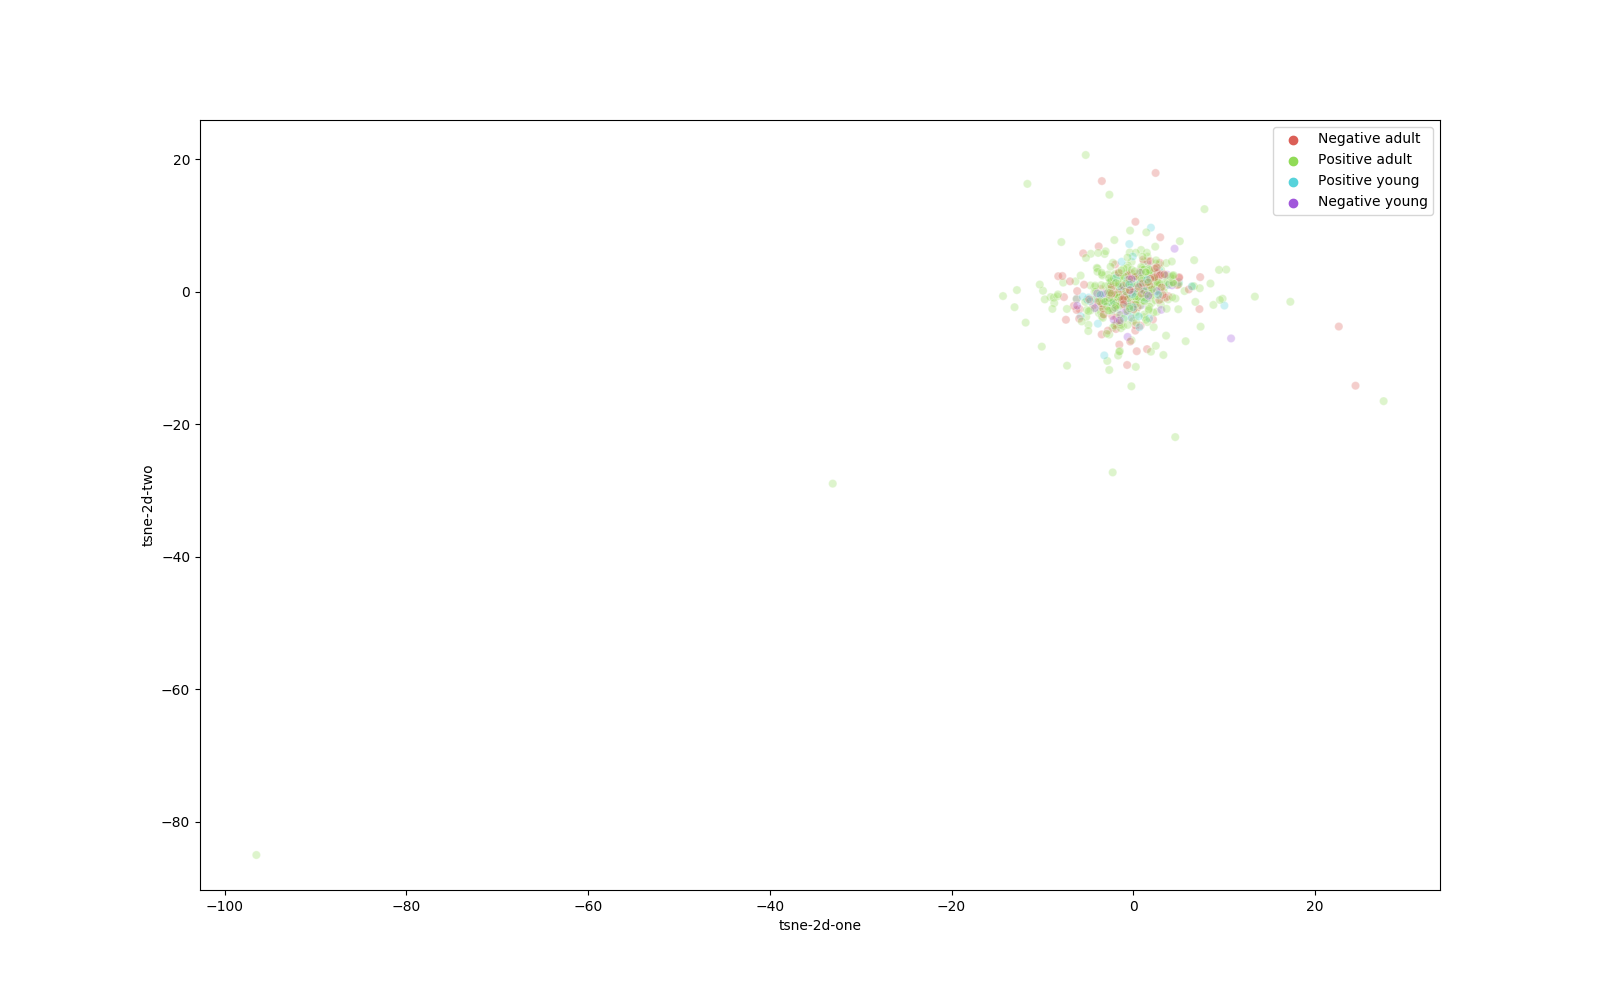 Negative adult
Positive adult
Positive young
Negative young
20
0
−20
−40
−60
−80
tsne-2d-two
−100
−80
−60
−40
−20
0
20
tsne-2d-one